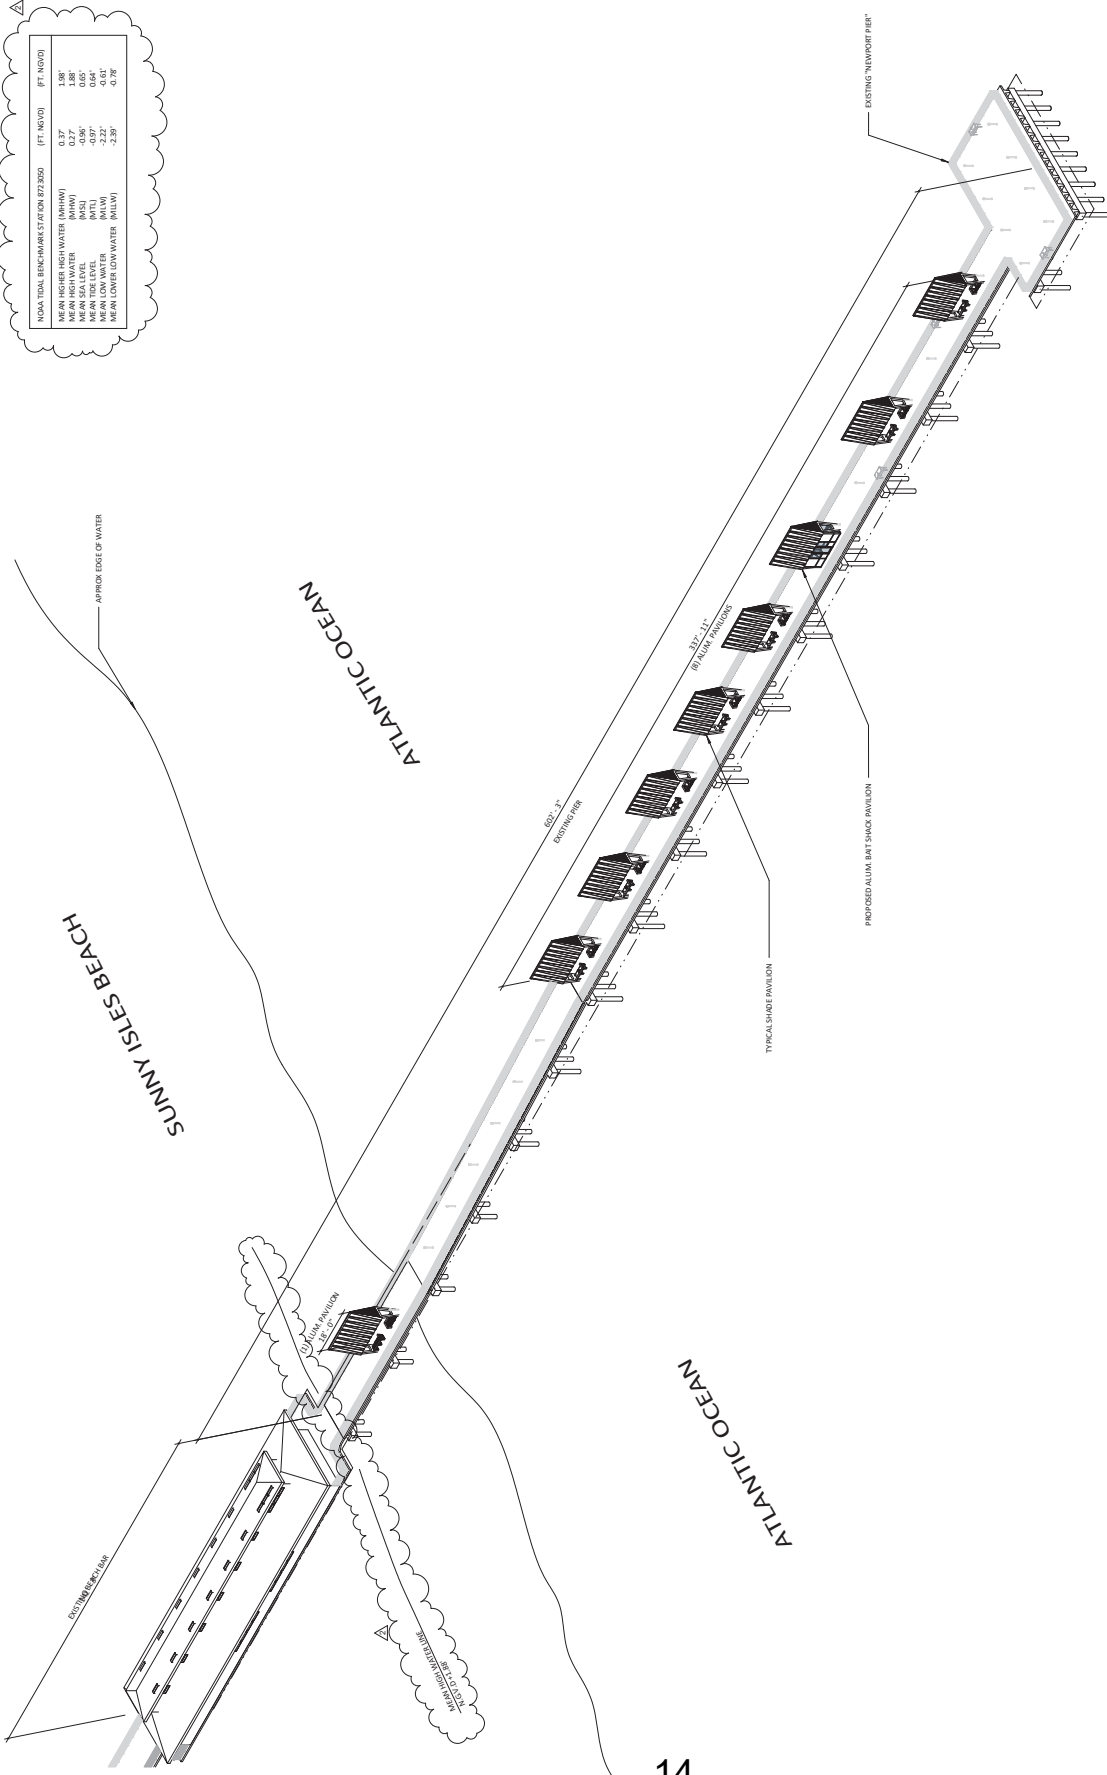 2
NOAA TIDAL BENCHMARK STATION 8723050 (FT. NGVD) (FT. NGVD)
MEAN HIGHER HIGH WATER (MHHW) 0.37' 1.98'
MEAN HIGH WATER (MHW) 0.27' 1.88'
MEAN SEA LEVEL (MSL) -0.96' 0.65'
MEAN TIDE LEVEL (MTL) -0.97' 0.64'
MEAN LOW WATER (MLW) -2.22' -0.61'
MEAN LOWER LOW WATER (MLLW) -2.39' -0.78'
APPROX EDGE OF WATER
SUNNY ISLES BEACH
ATLANTIC OCEAN
EXISTING "NEWPORT PIER"
602' - 3"
EXISTING PIER
337' - 11"
(8) ALUM. PAVILIONS
(1) ALUM. PAVILION
18' - 0"
EXISTING BEACH BAR
TYPICAL SHADE PAVILION
PROPOSED ALUM. BAIT SHACK PAVILION
2
MEAN HIGH WATER LINE
N.G.V.D +1.88'
ATLANTIC OCEAN
14